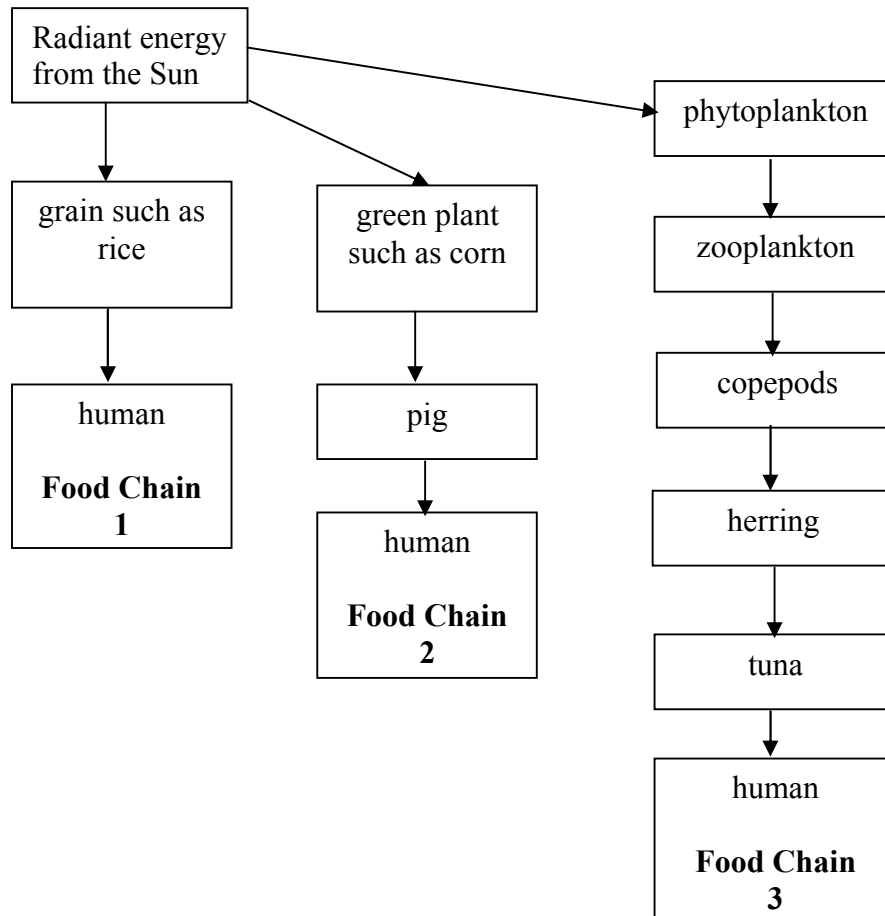 Radiant energy
from the Sun
grain such as
rice
human
Food Chain
1
green plant
such as corn
pig
human
Food Chain
2
phytoplankton
zooplankton
copepods
herring
tuna
human
Food Chain
3